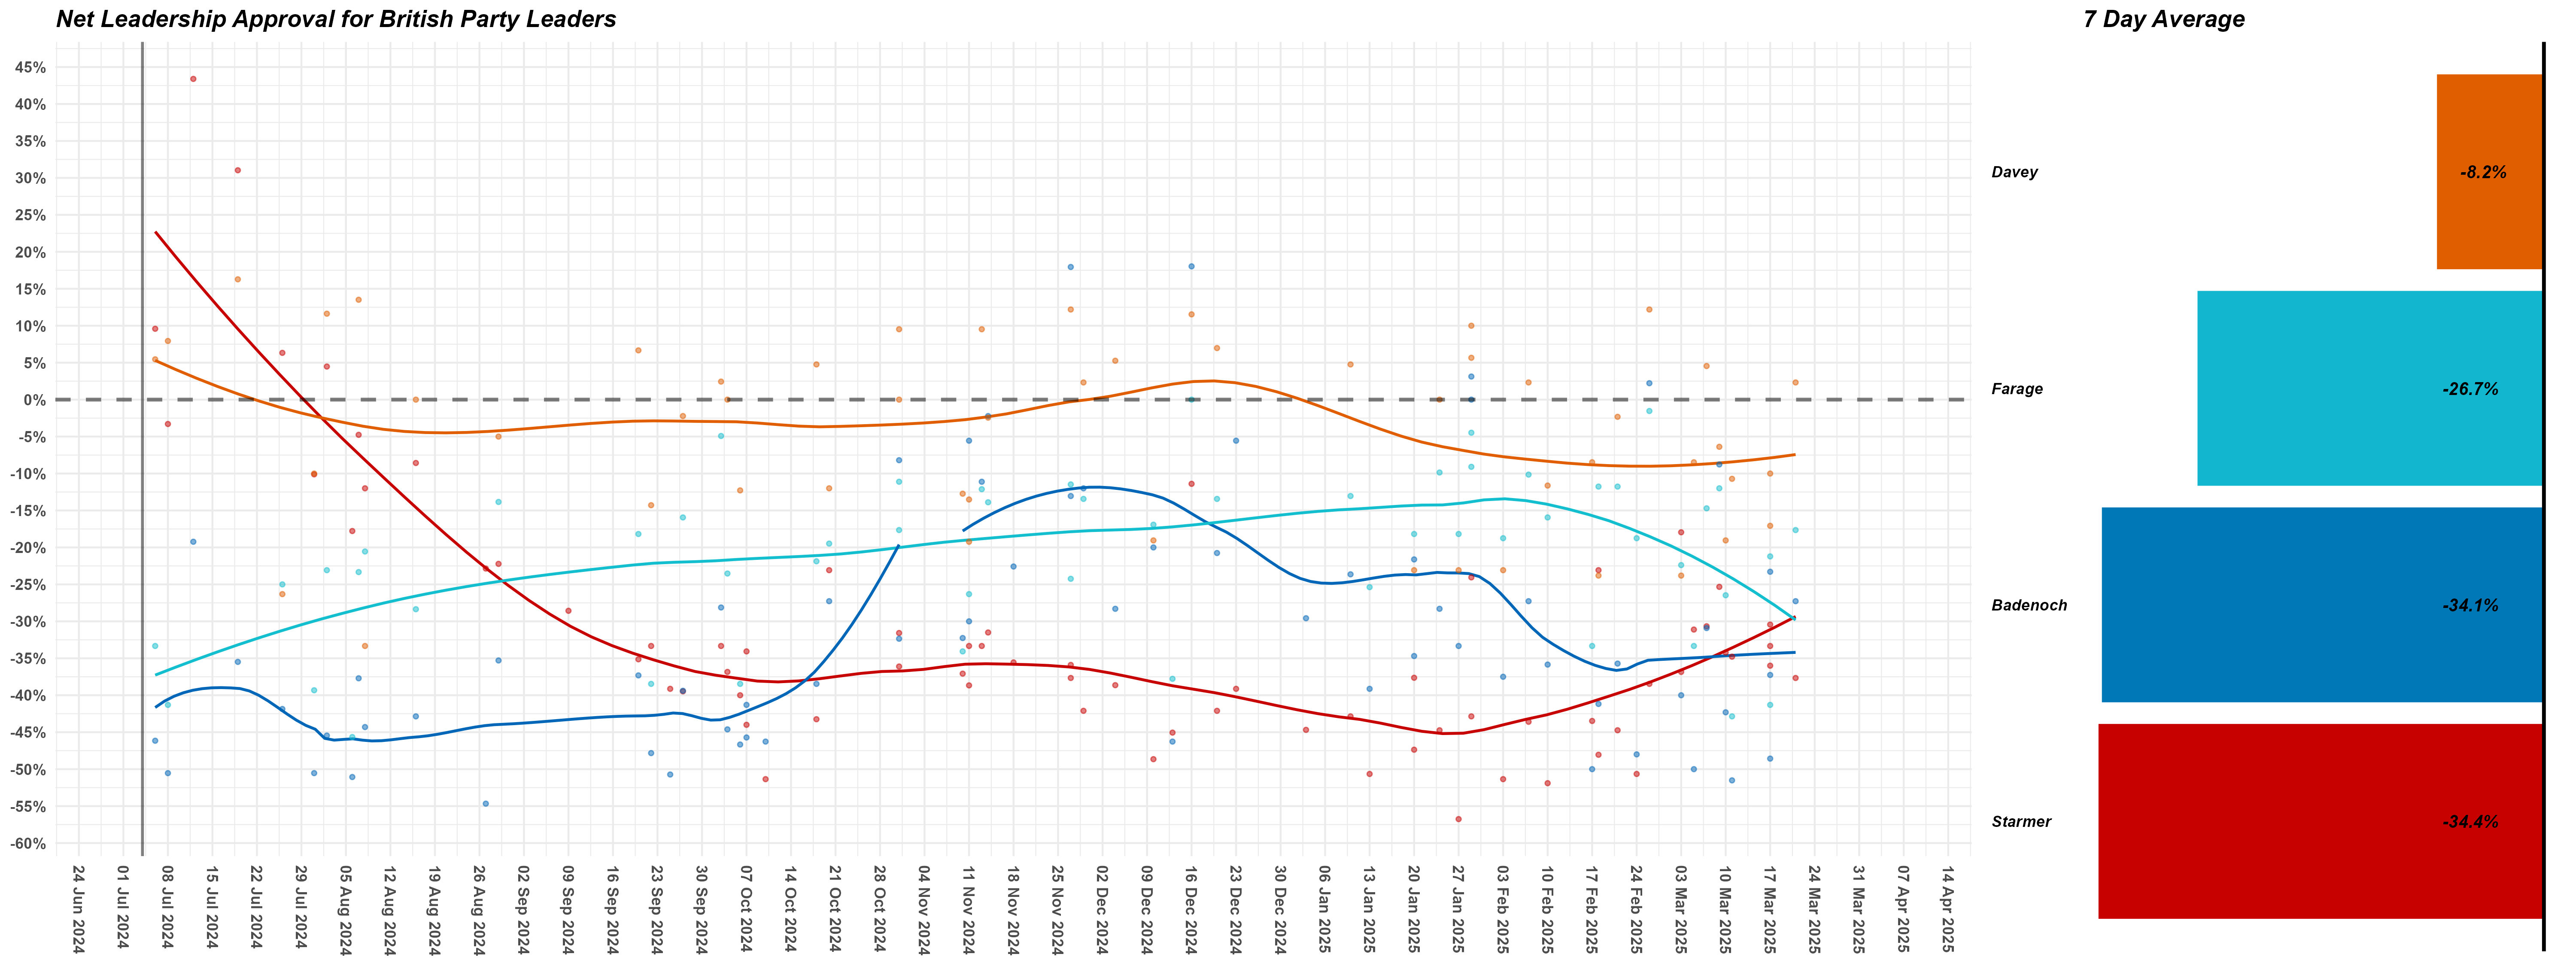 Net Leadership Approval for British Party Leaders
7 Day Average
45%
40%
35%
30%
25%
20%
15%
10%
5%
0%
-5%
-10%
-15%
-20%
-25%
-30%
-35%
-40%
-45%
-50%
-55%
-60%
24 Jun 2024
01 Jul 2024
08 Jul 2024
15 Jul 2024
22 Jul 2024
29 Jul 2024
05 Aug 2024
12 Aug 2024
19 Aug 2024
26 Aug 2024
02 Sep 2024
09 Sep 2024
16 Sep 2024
23 Sep 2024
30 Sep 2024
07 Oct 2024
14 Oct 2024
21 Oct 2024
28 Oct 2024
04 Nov 2024
11 Nov 2024
18 Nov 2024
25 Nov 2024
02 Dec 2024
09 Dec 2024
16 Dec 2024
23 Dec 2024
30 Dec 2024
06 Jan 2025
13 Jan 2025
20 Jan 2025
27 Jan 2025
03 Feb 2025
10 Feb 2025
17 Feb 2025
24 Feb 2025
03 Mar 2025
10 Mar 2025
17 Mar 2025
24 Mar 2025
31 Mar 2025
07 Apr 2025
14 Apr 2025
Davey
-8.2%
Farage
-26.7%
Badenoch
-34.1%
Starmer
-34.4%